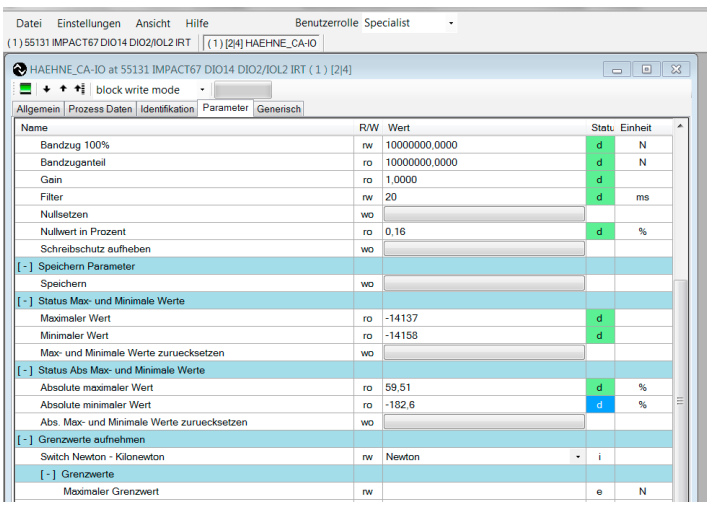 Datei Einstellungen Ansicht Hilfe Benutzerrolle Specialist
(1) 55131 IMPACT67 DIO14 DIO2/IOL2 IRT (1) [2|4] HAEHNE_CA-IO
HAEHNE_CA-IO at 55131 IMPACT67 DIO14 DIO2/IOL2 IRT (1) [2|4]
block write mode
Allgemein Prozess Daten Identifikation Parameter Generisch
Name R/W Wert Statu Einheit
Bandzug 100% rw 10000000,0000 d N
Bandzuganteil ro 10000000,0000 d N
Gain ro 1,0000 d
Filter rw 20 d ms
Nullsetzen wo
Nullwert in Prozent ro 0,16 d %
Schreibschutz aufheben wo
[-] Speichern Parameter
Speichern wo
[-] Status Max- und Minimale Werte
Maximaler Wert ro -14137 d
Minimaler Wert ro -14158 d
Max- und Minimale Werte zuruecksetzen wo
[-] Status Abs Max- und Minimale Werte
Absolute maximaler Wert ro 59,51 d %
Absolute minimaler Wert ro -182,6 d %
Abs. Max- und Minimale Werte zuruecksetzen wo
[-] Grenzwerte aufnehmen
Switch Newton - Kilonewton rw Newton i
[-] Grenzwerte
Maximaler Grenzwert rw e N